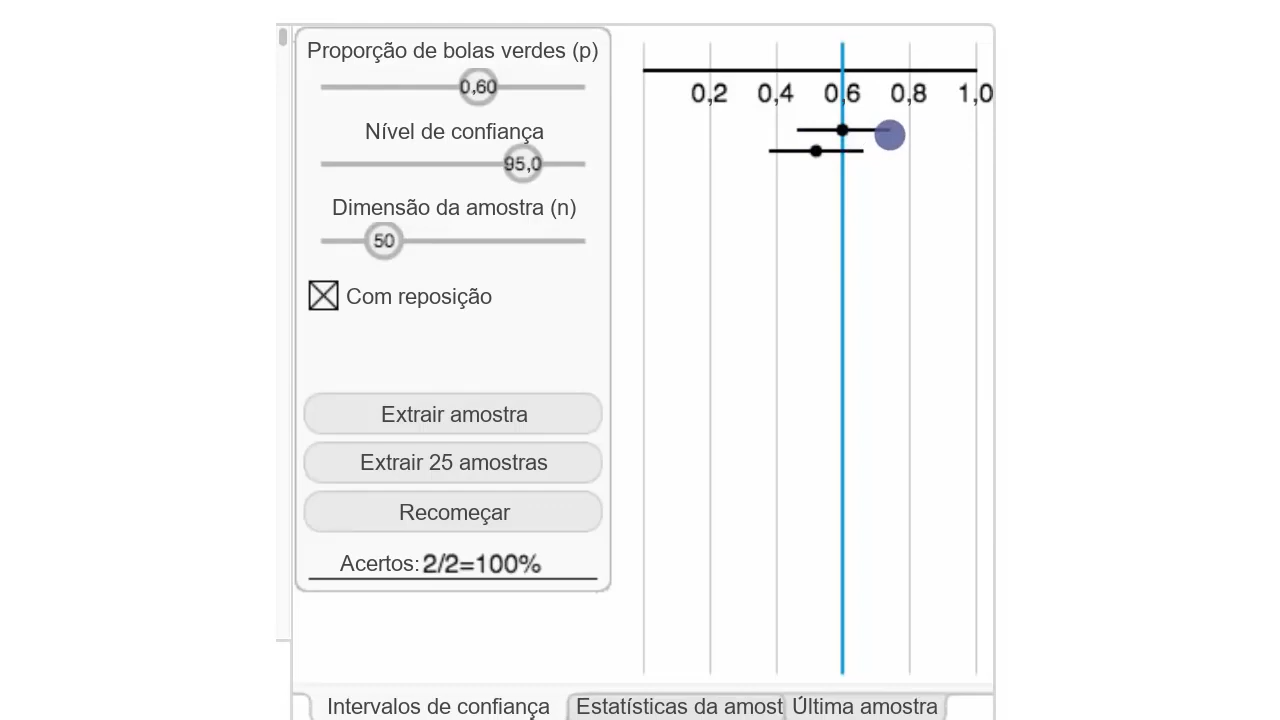 Proporção de bolas verdes (p)
0,60
Nível de confiança
95,0
Dimensão da amostra (n)
50
Com reposição
Extrair amostra
Extrair 25 amostras
Recomeçar
Acertos: 2/2=100%
0,2 0,4 0,6 0,8 1,0
Intervalos de confiança Estatísticas da amost Última amostra